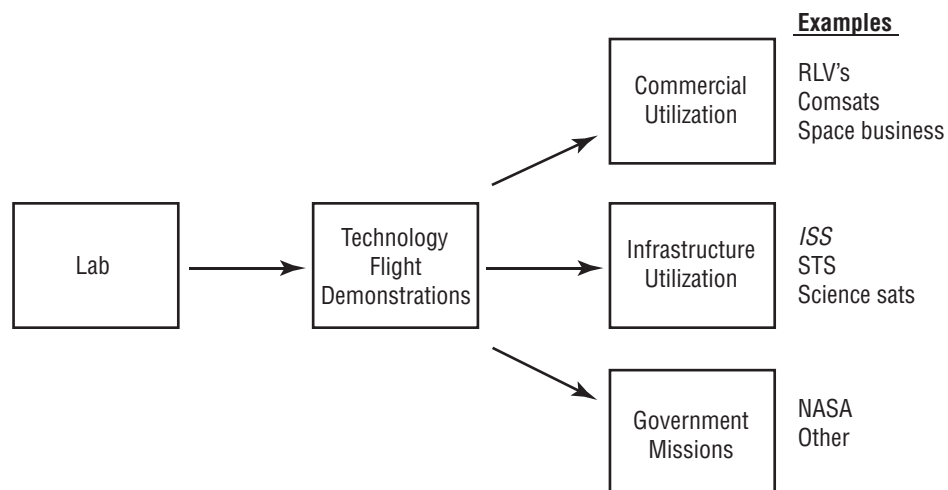 Examples
Commercial
Utilization
RLV's
Comsats
Space business
Lab
Technology
Flight
Demonstrations
Infrastructure
Utilization
ISS
STS
Science sats
Government
Missions
NASA
Other